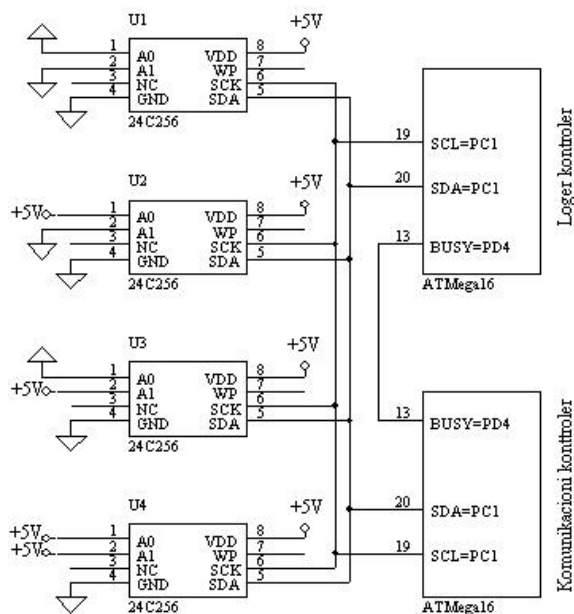 U1
+5V
1 A0 VDD 8
2 A1 WP 7
3 NC SCK 6
4 GND SDA 5
24C256
U2
+5V
+5V
1 A0 VDD 8
2 A1 WP 7
3 NC SCK 6
4 GND SDA 5
24C256
U3
+5V
1 A0 VDD 8
+5V 2 A1 WP 7
3 NC SCK 6
4 GND SDA 5
24C256
U4
+5V
+5V 1 A0 VDD 8
+5V 2 A1 WP 7
3 NC SCK 6
4 GND SDA 5
24C256
19 SCL=PC1
20 SDA=PC1
13 BUSY=PD4
ATMega16
Loger kontroler
13 BUSY=PD4
20 SDA=PC1
19 SCL=PC1
ATMega16
Komunikacioni konttroler